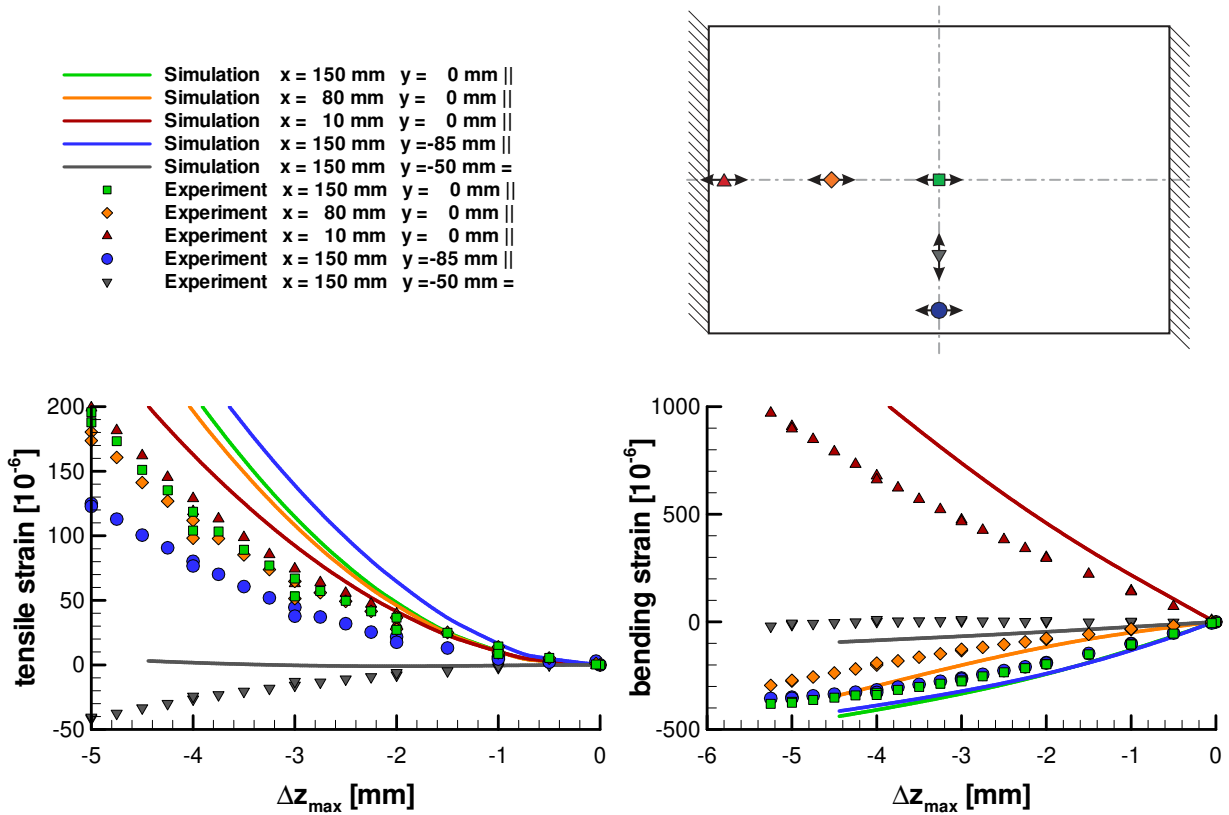 Simulation x = 150 mm y = 0 mm ||
Simulation x = 80 mm y = 0 mm ||
Simulation x = 10 mm y = 0 mm ||
Simulation x = 150 mm y =-85 mm ||
Simulation x = 150 mm y =-50 mm =
Experiment x = 150 mm y = 0 mm ||
Experiment x = 80 mm y = 0 mm ||
Experiment x = 10 mm y = 0 mm ||
Experiment x = 150 mm y =-85 mm ||
Experiment x = 150 mm y =-50 mm =
tensile strain [10⁻⁶]
200
150
100
50
0
-50
-5 -4 -3 -2 -1 0
Δz_max [mm]
bending strain [10⁻⁶]
1000
500
0
-500
-6 -5 -4 -3 -2 -1 0
Δz_max [mm]